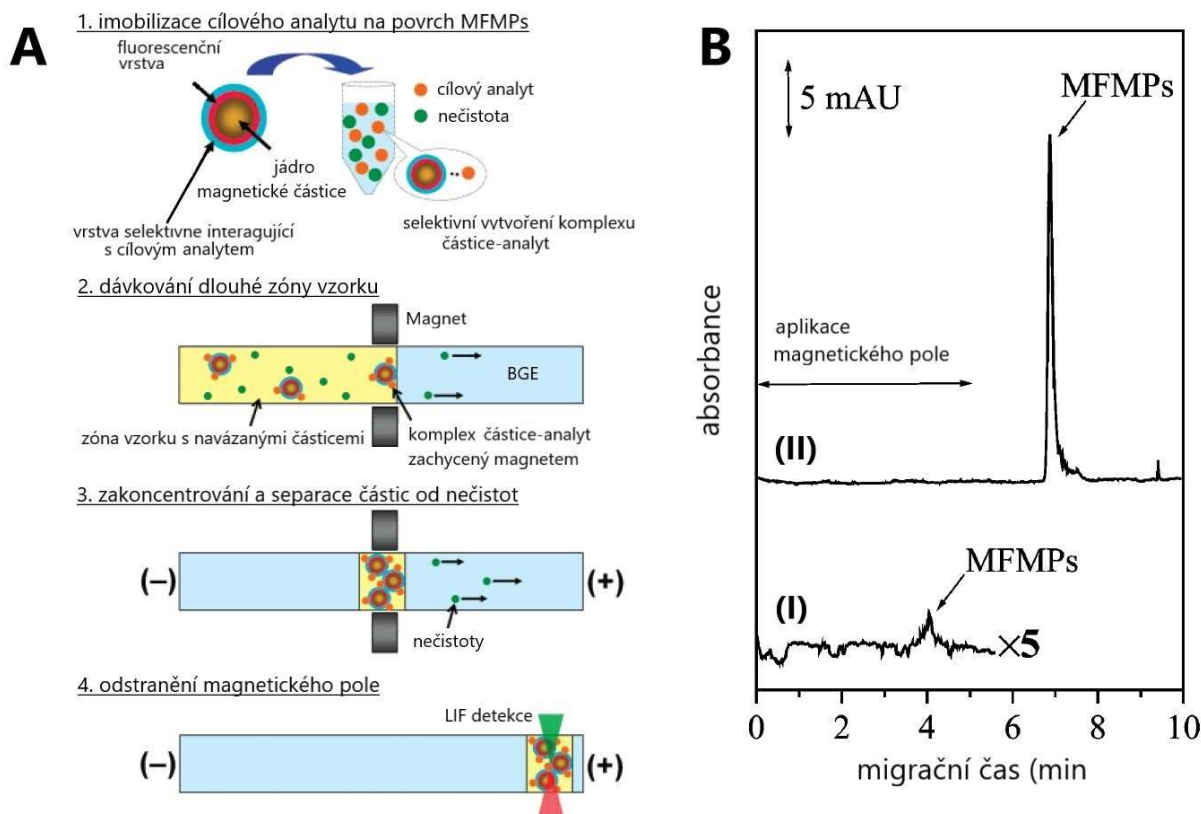 A
1. imobilizace cílového analytu na povrch MFMPs
fluorescenční
vrstva
cílový analyt
nečistota
jádro
magnetické částice
vrstva selektivne interagující
s cílovým analytem
selektivní vytvoření komplexu
částice-analyt
2. dávkování dlouhé zóny vzorku
Magnet
BGE
zóna vzorku s navázanými částicemi
komplex částice-analyt
zachycený magnetem
3. zakoncentrování a separace částic od nečistot
(–)
(+)
nečistoty
4. odstranění magnetického pole
LIF detekce
(–)
(+)
B
5 mAU
MFMPs
aplikace
magnetického pole
absorbance
(II)
MFMPs
(I)
×5
0 2 4 6 8 10
migrační čas (min